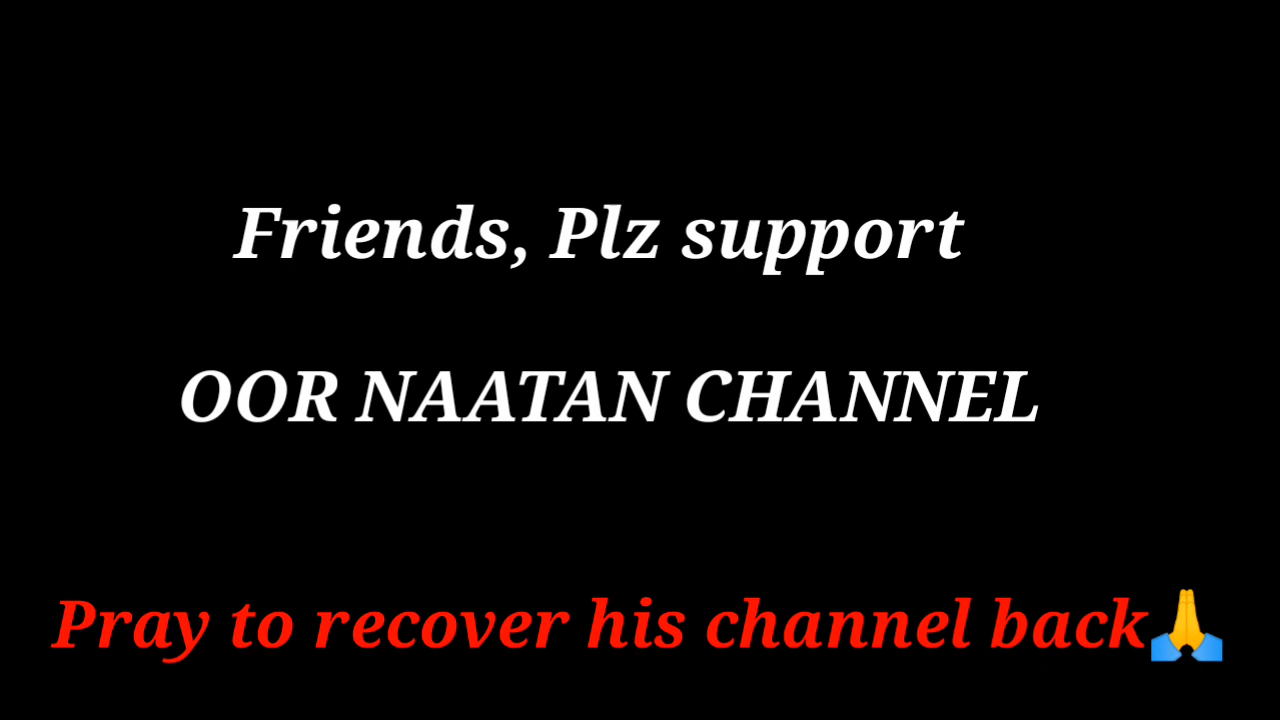 Friends, Plz support
OOR NAATAN CHANNEL
Pray to recover his channel back🙏